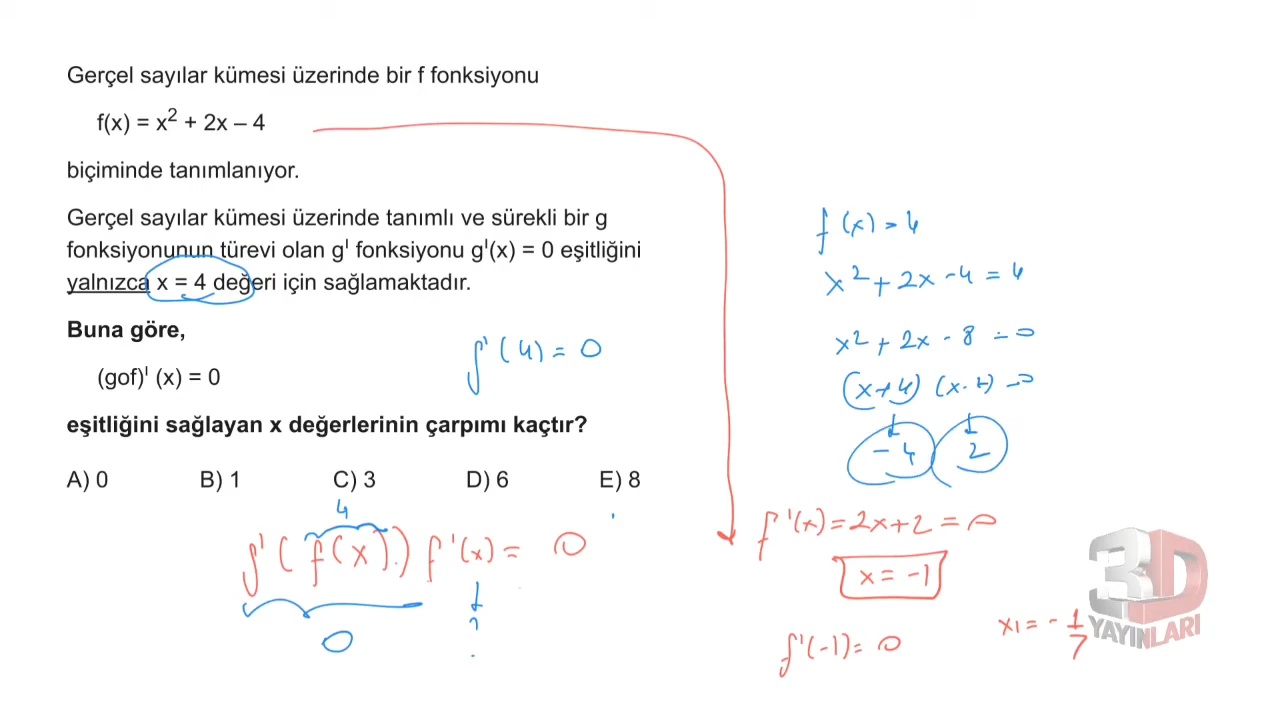 Gerçel sayılar kümesi üzerinde bir f fonksiyonu
f(x) = x² + 2x – 4
biçiminde tanımlanıyor.
Gerçel sayılar kümesi üzerinde tanımlı ve sürekli bir g
fonksiyonunun türevi olan gᴵ fonksiyonu gᴵ(x) = 0 eşitliğini
yalnızca x = 4 değeri için sağlamaktadır.
Buna göre,
(gof)ᴵ (x) = 0
eşitliğini sağlayan x değerlerinin çarpımı kaçtır?
A) 0 B) 1 C) 3 D) 6 E) 8
g'(4) = 0
4
g'(f(x)) f'(x) = 0
0
?
f(x) = 4
x² + 2x - 4 = 4
x² + 2x - 8 = 0
(x+4) (x-2) = 0
-4 2
f'(x) = 2x+2 = 0
x = -1
f'(-1) = 0
3D
YAYINLARI